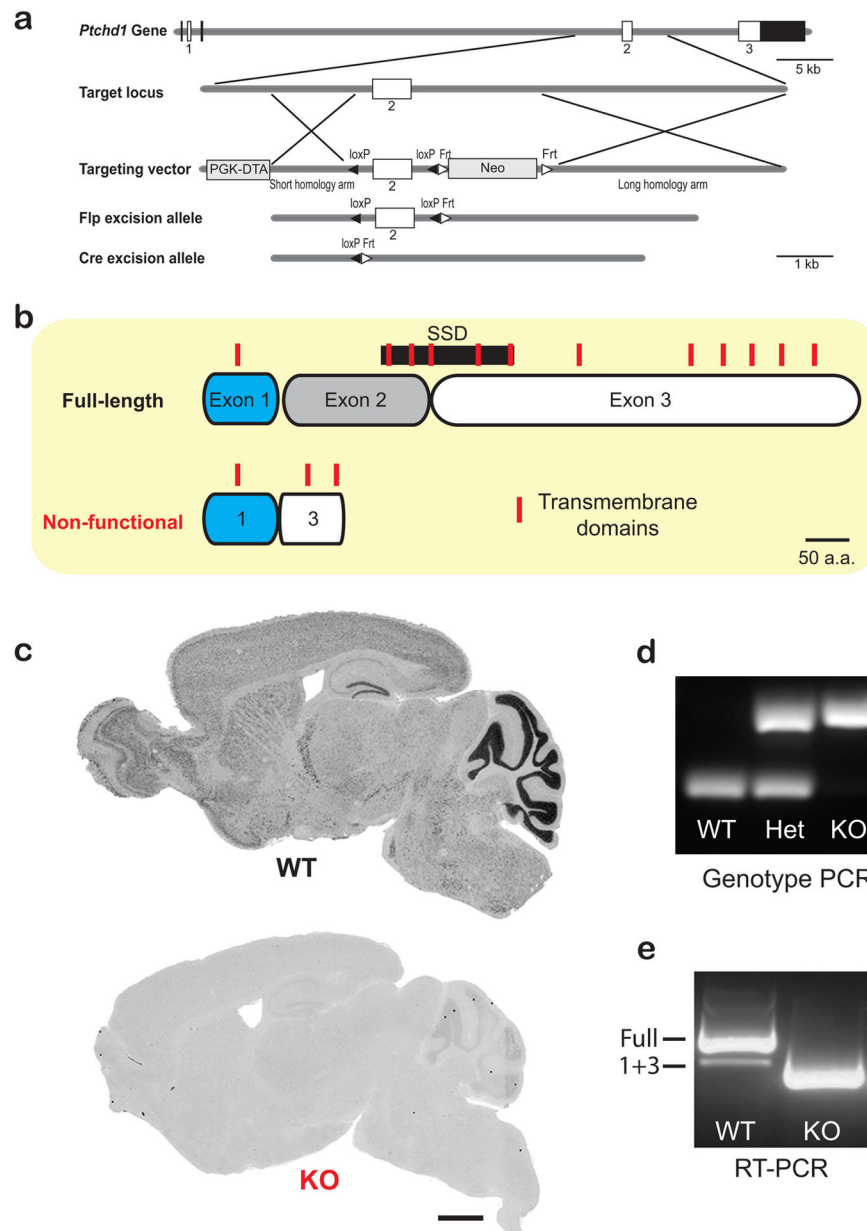 a
Ptchd1 Gene
1
2
3
5 kb
Target locus
2
loxP
loxP Frt
Frt
Targeting vector
PGK-DTA
Neo
Short homology arm
2
Long homology arm
loxP
loxP Frt
Flp excision allele
2
loxP Frt
Cre excision allele
1 kb
b
SSD
Full-length
Exon 1
Exon 2
Exon 3
Non-functional
1
3
Transmembrane
domains
50 a.a.
c
WT
KO
d
WT Het KO
Genotype PCR
e
Full
1+3
WT KO
RT-PCR